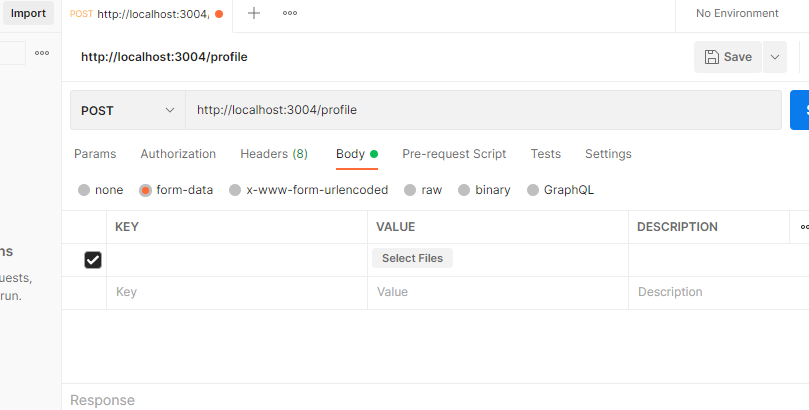 Import
POST http://localhost:3004,
No Environment
http://localhost:3004/profile
Save
POST
http://localhost:3004/profile
Params
Authorization
Headers (8)
Body
Pre-request Script
Tests
Settings
none
form-data
x-www-form-urlencoded
raw
binary
GraphQL
KEY
VALUE
DESCRIPTION
Select Files
Key
Value
Description
run.
Response